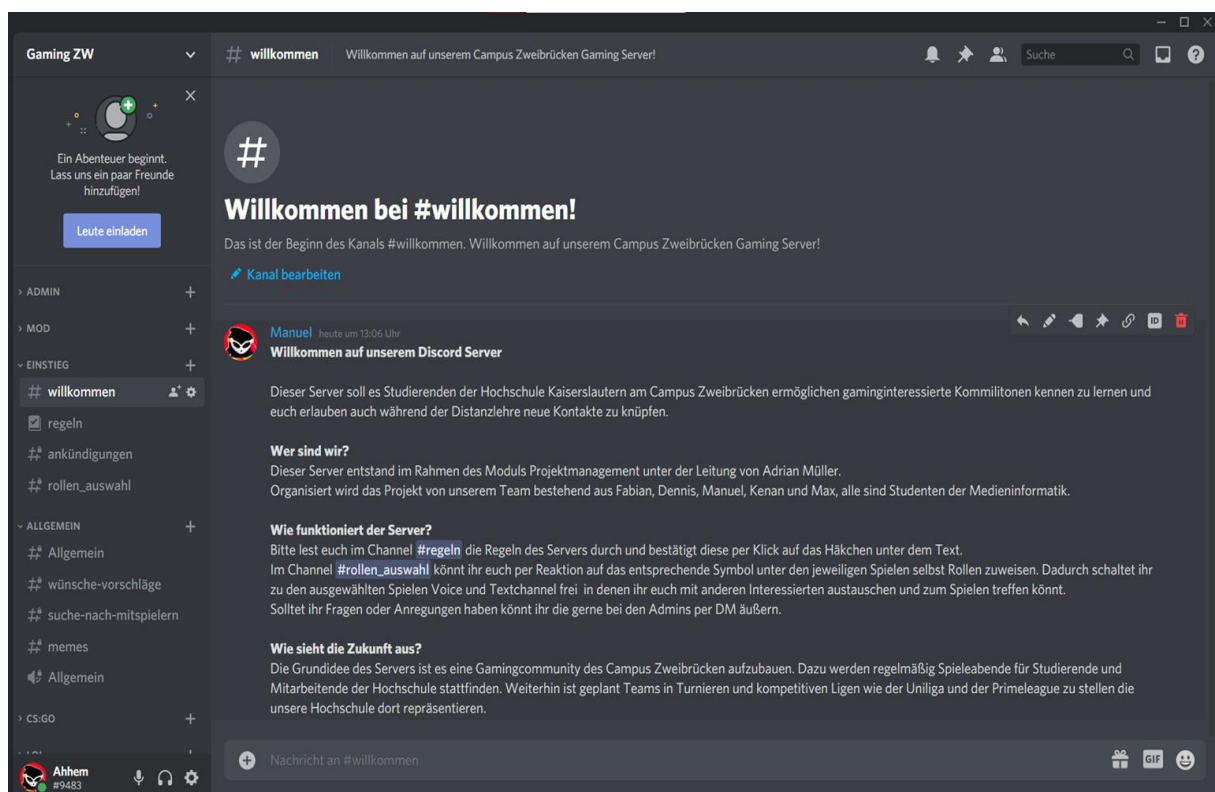 Gaming ZW
willkommen
Willkommen auf unserem Campus Zweibrücken Gaming Server!
Suche
Ein Abenteuer beginnt.
Lass uns ein paar Freunde
hinzufügen!
Leute einladen
ADMIN
MOD
EINSTIEG
willkommen
regeln
ankündigungen
rollen_auswahl
ALLGEMEIN
Allgemein
wünsche-vorschläge
suche-nach-mitspielern
memes
Allgemein
CS:GO
Ahhem
#9483
#
Willkommen bei #willkommen!
Das ist der Beginn des Kanals #willkommen. Willkommen auf unserem Campus Zweibrücken Gaming Server!
Kanal bearbeiten
Manuel heute um 13:06 Uhr
ID
Willkommen auf unserem Discord Server
Dieser Server soll es Studierenden der Hochschule Kaiserslautern am Campus Zweibrücken ermöglichen gaminginteressierte Kommilitonen kennen zu lernen und
euch erlauben auch während der Distanzlehre neue Kontakte zu knüpfen.
Wer sind wir?
Dieser Server entstand im Rahmen des Moduls Projektmanagement unter der Leitung von Adrian Müller.
Organisiert wird das Projekt von unserem Team bestehend aus Fabian, Dennis, Manuel, Kenan und Max, alle sind Studenten der Medieninformatik.
Wie funktioniert der Server?
Bitte lest euch im Channel #regeln die Regeln des Servers durch und bestätigt diese per Klick auf das Häkchen unter dem Text.
Im Channel #rollen_auswahl könnt ihr euch per Reaktion auf das entsprechende Symbol unter den jeweiligen Spielen selbst Rollen zuweisen. Dadurch schaltet ihr
zu den ausgewählten Spielen Voice und Textchannel frei in denen ihr euch mit anderen Interessierten austauschen und zum Spielen treffen könnt.
Solltet ihr Fragen oder Anregungen haben könnt ihr die gerne bei den Admins per DM äußern.
Wie sieht die Zukunft aus?
Die Grundidee des Servers ist es eine Gamingcommunity des Campus Zweibrücken aufzubauen. Dazu werden regelmäßig Spieleabende für Studierende und
Mitarbeitende der Hochschule stattfinden. Weiterhin ist geplant Teams in Turnieren und kompetitiven Ligen wie der Uniliga und der Primeleague zu stellen die
unsere Hochschule dort repräsentieren.
Nachricht an #willkommen
GIF